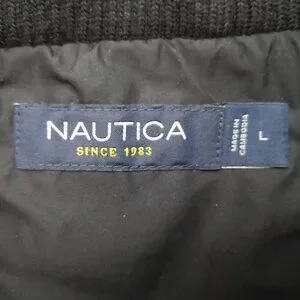 NAUTICA
SINCE 1983
MADE IN
CAMBODIA
L